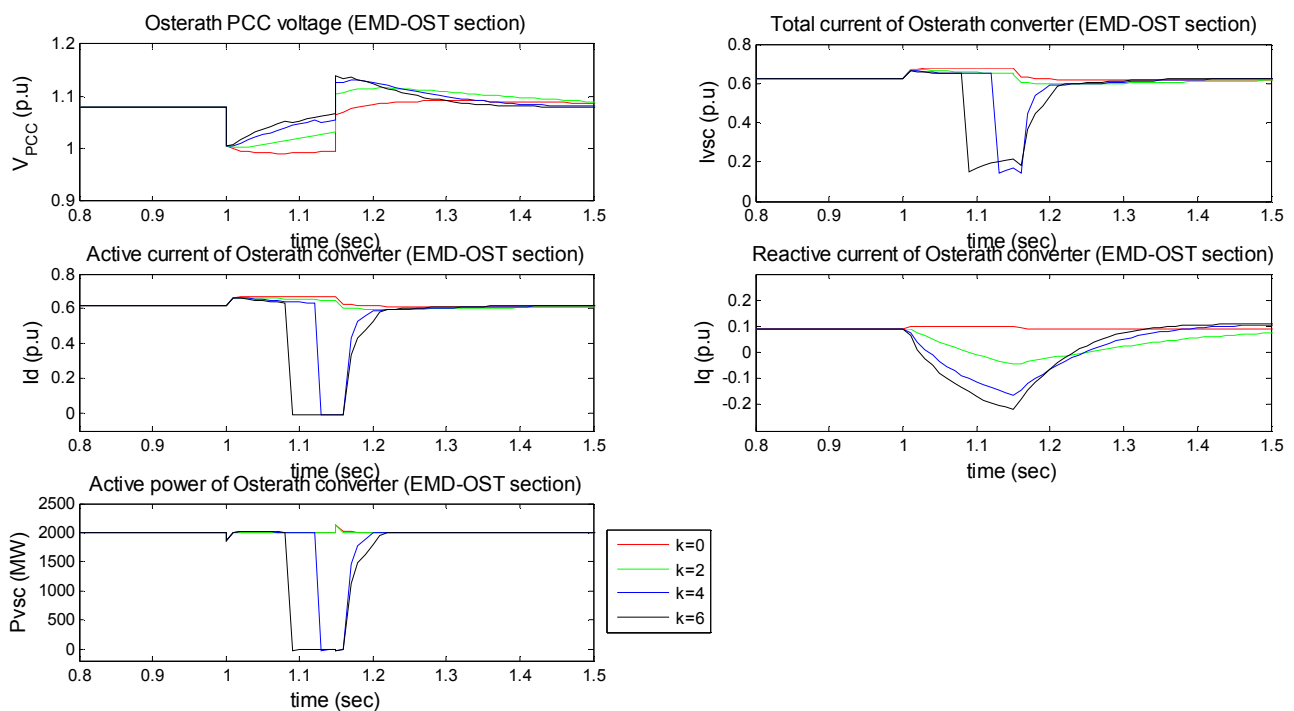 Osterath PCC voltage (EMD-OST section)
V_PCC (p.u)
1.2
1.1
1
0.9
0.8 0.9 1 1.1 1.2 1.3 1.4 1.5
time (sec)
Total current of Osterath converter (EMD-OST section)
Ivsc (p.u)
0.8
0.6
0.4
0.2
0
0.8 0.9 1 1.1 1.2 1.3 1.4 1.5
time (sec)
Active current of Osterath converter (EMD-OST section)
Id (p.u)
0.8
0.6
0.4
0.2
0
0.8 0.9 1 1.1 1.2 1.3 1.4 1.5
time (sec)
Reactive current of Osterath converter (EMD-OST section)
Iq (p.u)
0.2
0.1
0
-0.1
-0.2
0.8 0.9 1 1.1 1.2 1.3 1.4 1.5
time (sec)
Active power of Osterath converter (EMD-OST section)
Pvsc (MW)
2500
2000
1500
1000
500
0
0.8 0.9 1 1.1 1.2 1.3 1.4 1.5
time (sec)
k=0
k=2
k=4
k=6